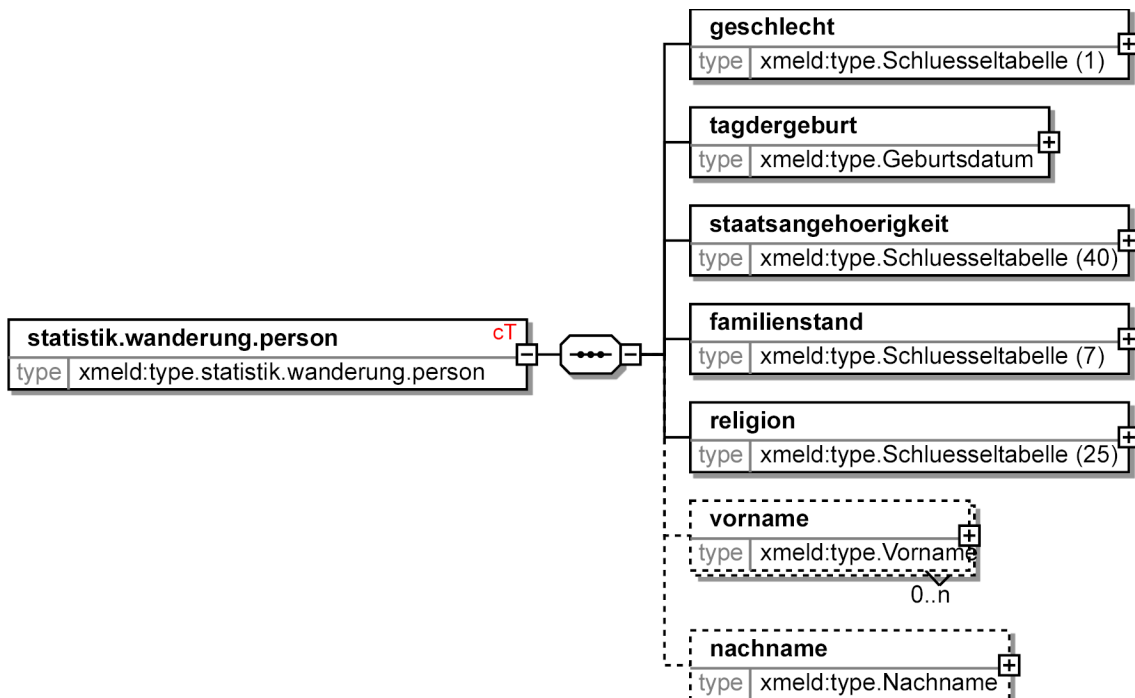 geschlecht
type xmeld:type.Schluesseltabelle (1)
tagdergeburt
type xmeld:type.Geburtsdatum
staatsangehoerigkeit
type xmeld:type.Schluesseltabelle (40)
statistik.wanderung.person cT
type xmeld:type.statistik.wanderung.person
familienstand
type xmeld:type.Schluesseltabelle (7)
religion
type xmeld:type.Schluesseltabelle (25)
vorname
type xmeld:type.Vorname
0..n
nachname
type xmeld:type.Nachname